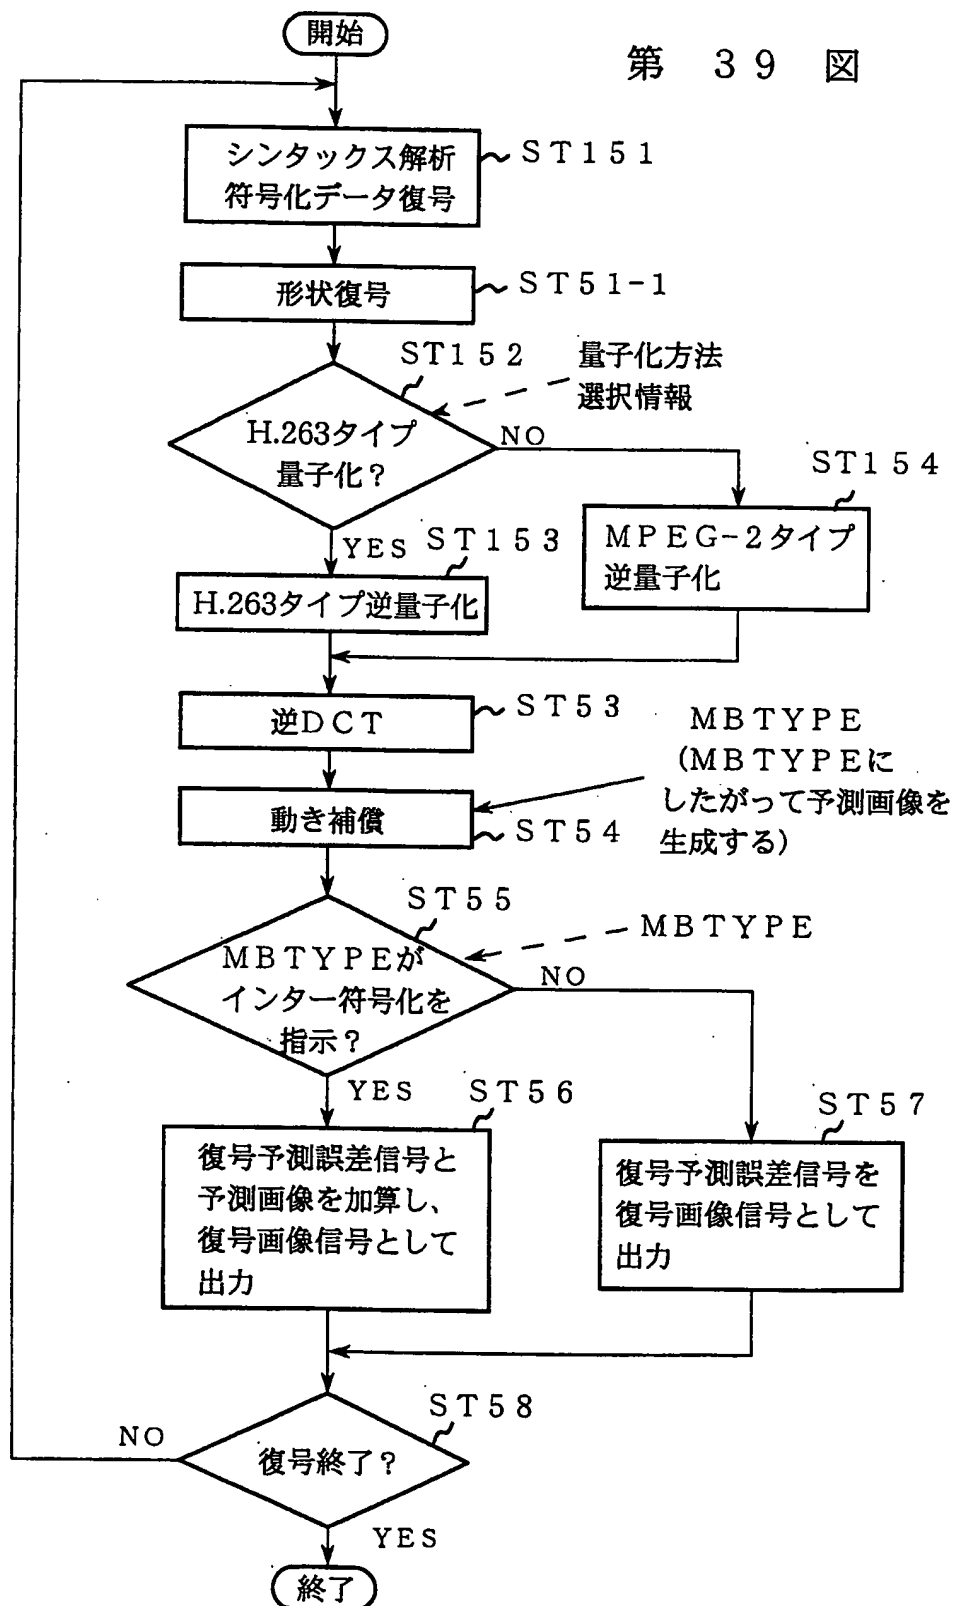 開始
第 39 図
シンタックス解析
符号化データ復号
ST151
形状復号
ST51-1
ST152
量子化方法
選択情報
H.263タイプ
量子化？
NO
ST154
MPEG-2タイプ
逆量子化
YES
ST153
H.263タイプ逆量子化
逆DCT
ST53
MBTYPE
(MBTYPEに
したがって予測画像を
生成する)
動き補償
ST54
ST55
MBTYPE
MBTYPEが
インター符号化を
指示？
NO
YES
ST56
ST57
復号予測誤差信号と
予測画像を加算し、
復号画像信号として
出力
復号予測誤差信号を
復号画像信号として
出力
ST58
NO
復号終了？
YES
終了